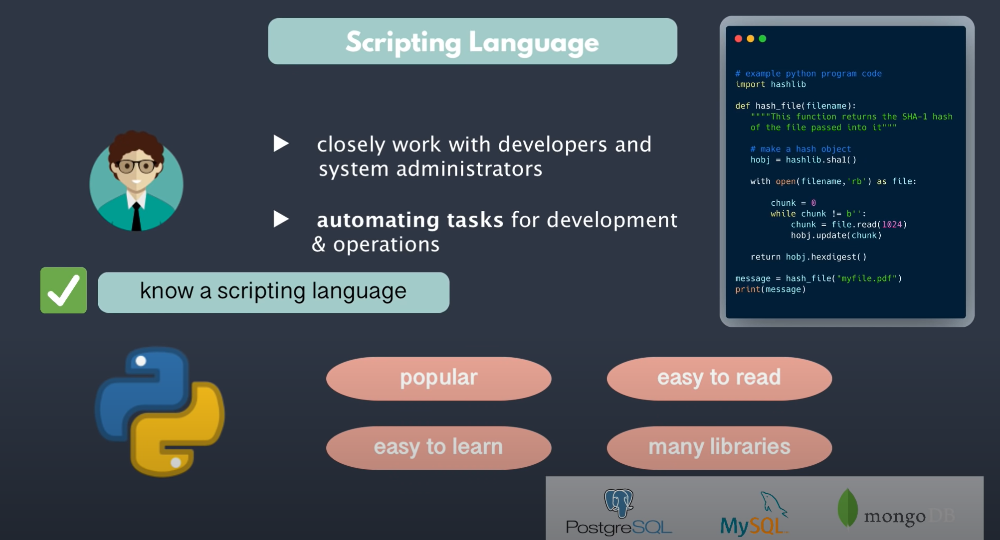 Scripting Language
▶ closely work with developers and
system administrators
▶ automating tasks for development
& operations
know a scripting language
# example python program code
import hashlib
def hash_file(filename):
""""This function returns the SHA-1 hash
of the file passed into it"""
# make a hash object
hobj = hashlib.sha1()
with open(filename,'rb') as file:
chunk = 0
while chunk != b'':
chunk = file.read(1024)
hobj.update(chunk)
return hobj.hexdigest()
message = hash_file("myfile.pdf")
print(message)
popular
easy to read
easy to learn
many libraries
PostgreSQL
MySQL
mongoDB